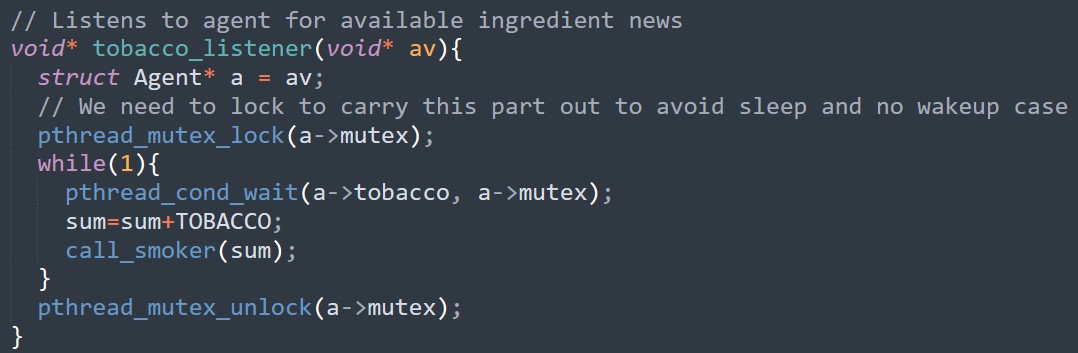 // Listens to agent for available ingredient news
void* tobacco_listener(void* av){
  struct Agent* a = av;
  // We need to lock to carry this part out to avoid sleep and no wakeup case
  pthread_mutex_lock(a->mutex);
  while(1){
    pthread_cond_wait(a->tobacco, a->mutex);
    sum=sum+TOBACCO;
    call_smoker(sum);
  }
  pthread_mutex_unlock(a->mutex);
}